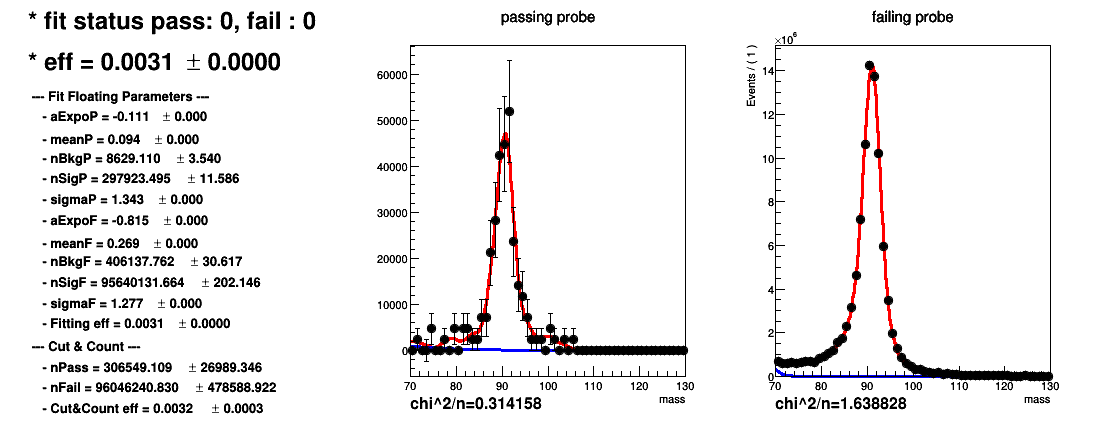 * fit status pass: 0, fail : 0
* eff = 0.0031 ± 0.0000
--- Fit Floating Parameters ---
- aExpoP = -0.111 ± 0.000
- meanP = 0.094 ± 0.000
- nBkgP = 8629.110 ± 3.540
- nSigP = 297923.495 ± 11.586
- sigmaP = 1.343 ± 0.000
- aExpoF = -0.815 ± 0.000
- meanF = 0.269 ± 0.000
- nBkgF = 406137.762 ± 30.617
- nSigF = 95640131.664 ± 202.146
- sigmaF = 1.277 ± 0.000
- Fitting eff = 0.0031 ± 0.0000
--- Cut & Count ---
- nPass = 306549.109 ± 26989.346
- nFail = 96046240.830 ± 478588.922
- Cut&Count eff = 0.0032 ± 0.0003
passing probe
60000
50000
40000
30000
20000
10000
0
70 80 90 100 110 120 130
mass
chi^2/n=0.314158
failing probe
×10^6
Events / ( 1 )
14
12
10
8
6
4
2
0
70 80 90 100 110 120 130
mass
chi^2/n=1.638828